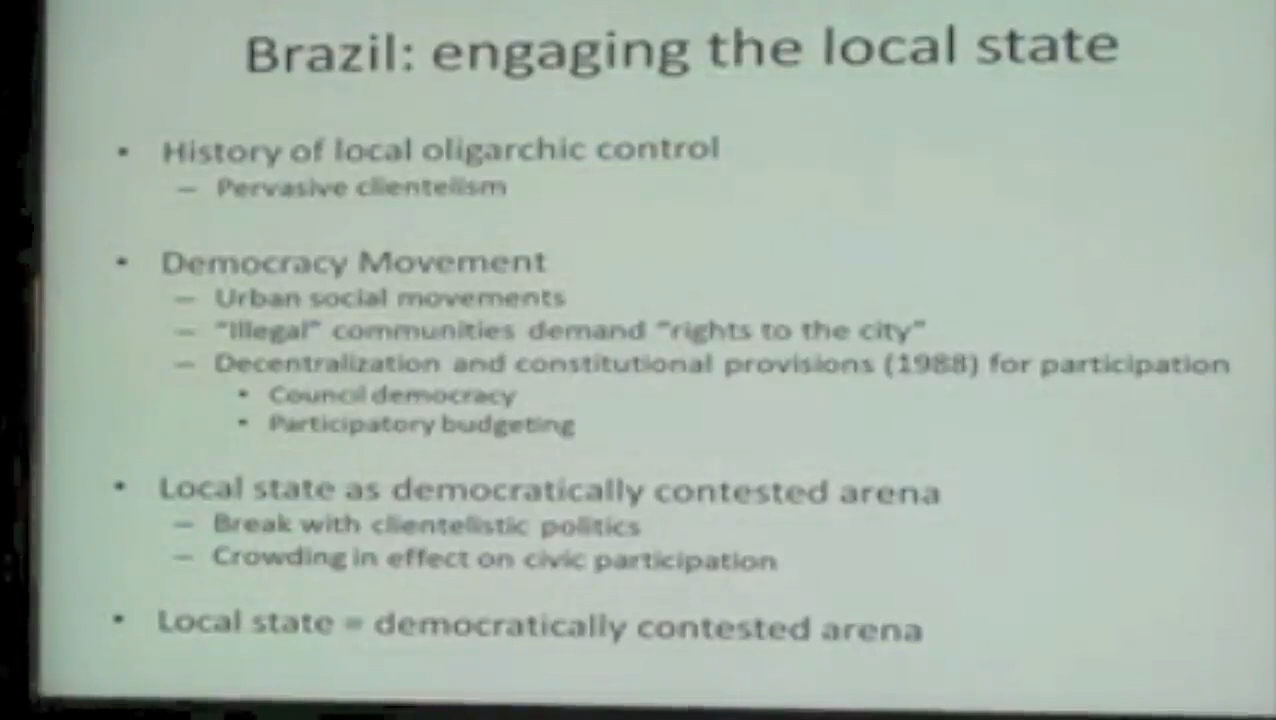 Brazil: engaging the local state
• History of local oligarchic control
– Pervasive clientelism
• Democracy Movement
– Urban social movements
– "Illegal" communities demand "rights to the city"
– Decentralization and constitutional provisions (1988) for participation
• Council democracy
• Participatory budgeting
• Local state as democratically contested arena
– Break with clientelistic politics
– Crowding in effect on civic participation
• Local state = democratically contested arena